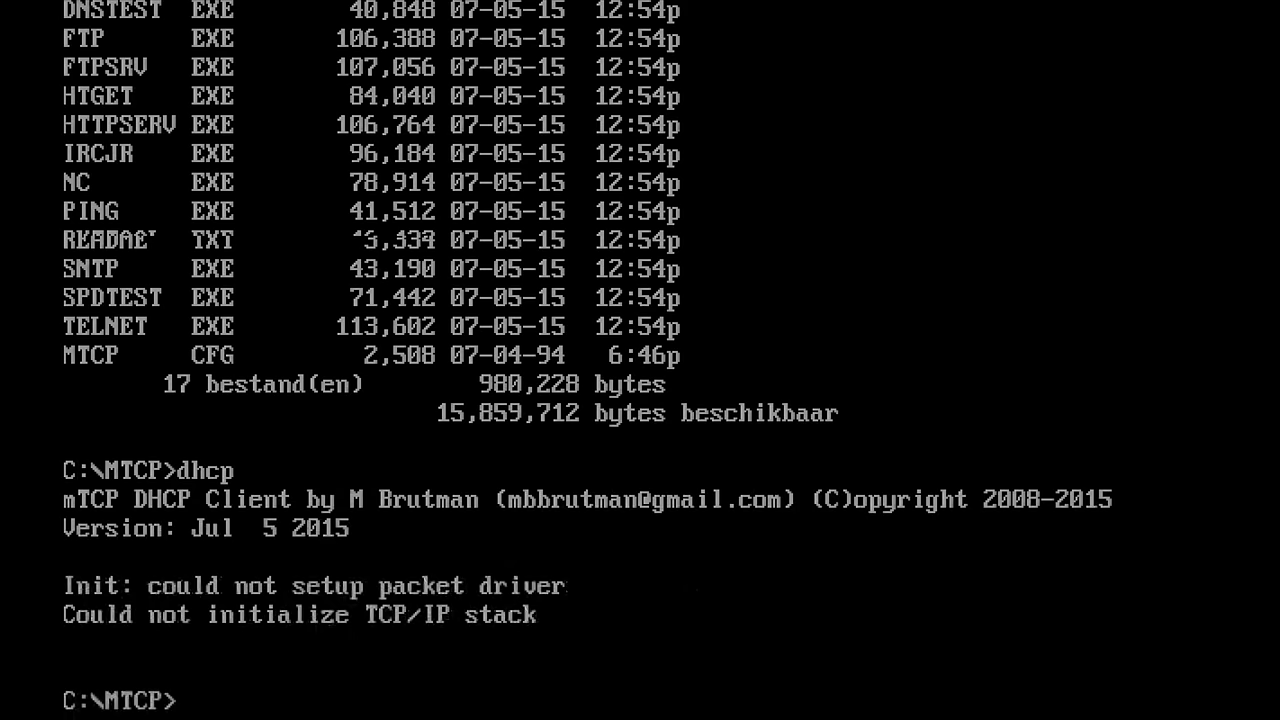 DNSTEST EXE 40,848 07-05-15 12:54p
FTP EXE 106,388 07-05-15 12:54p
FTPSRV EXE 107,056 07-05-15 12:54p
HTGET EXE 84,040 07-05-15 12:54p
HTTPSERV EXE 106,764 07-05-15 12:54p
IRCJR EXE 96,184 07-05-15 12:54p
NC EXE 78,914 07-05-15 12:54p
PING EXE 41,512 07-05-15 12:54p
TXT 07-05-15 12:54p
SNTP EXE 43,190 07-05-15 12:54p
SPDTEST EXE 71,442 07-05-15 12:54p
TELNET EXE 113,602 07-05-15 12:54p
MTCP CFG 2,508 07-04-94 6:46p
17 bestand(en) 980,228 bytes
15,859,712 bytes beschikbaar
C:\MTCP>dhcp
mTCP DHCP Client by M Brutman (mbbrutman@gmail.com) (C)opyright 2008-2015
Version: Jul 5 2015
Init: could not setup packet driver
Could not initialize TCP/IP stack
C:\MTCP>